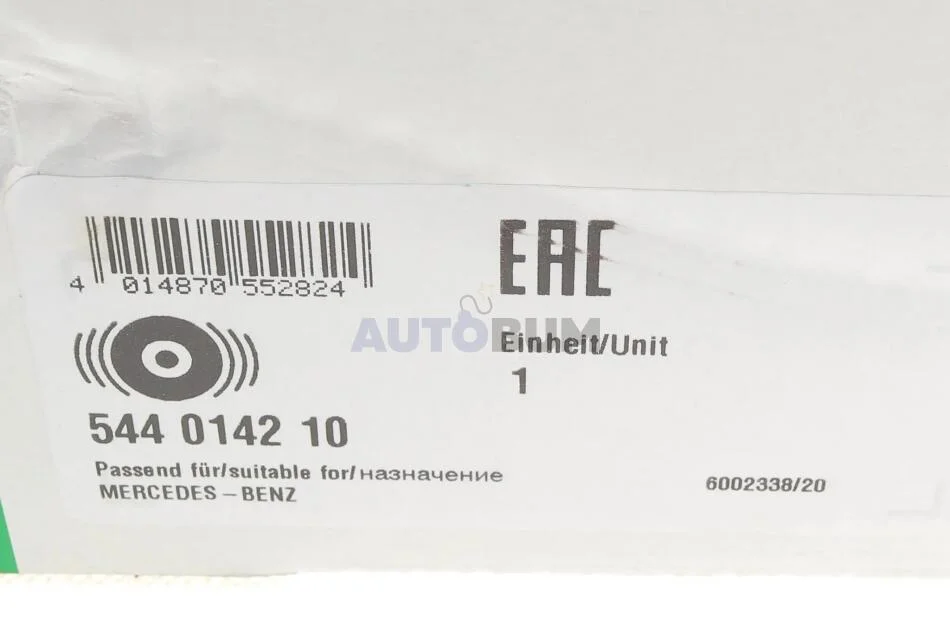 4 014870 552824
EAC
AUTOBUM
Einheit/Unit
1
544 0142 10
Passend für/suitable for/назначение
MERCEDES – BENZ
6002338/20